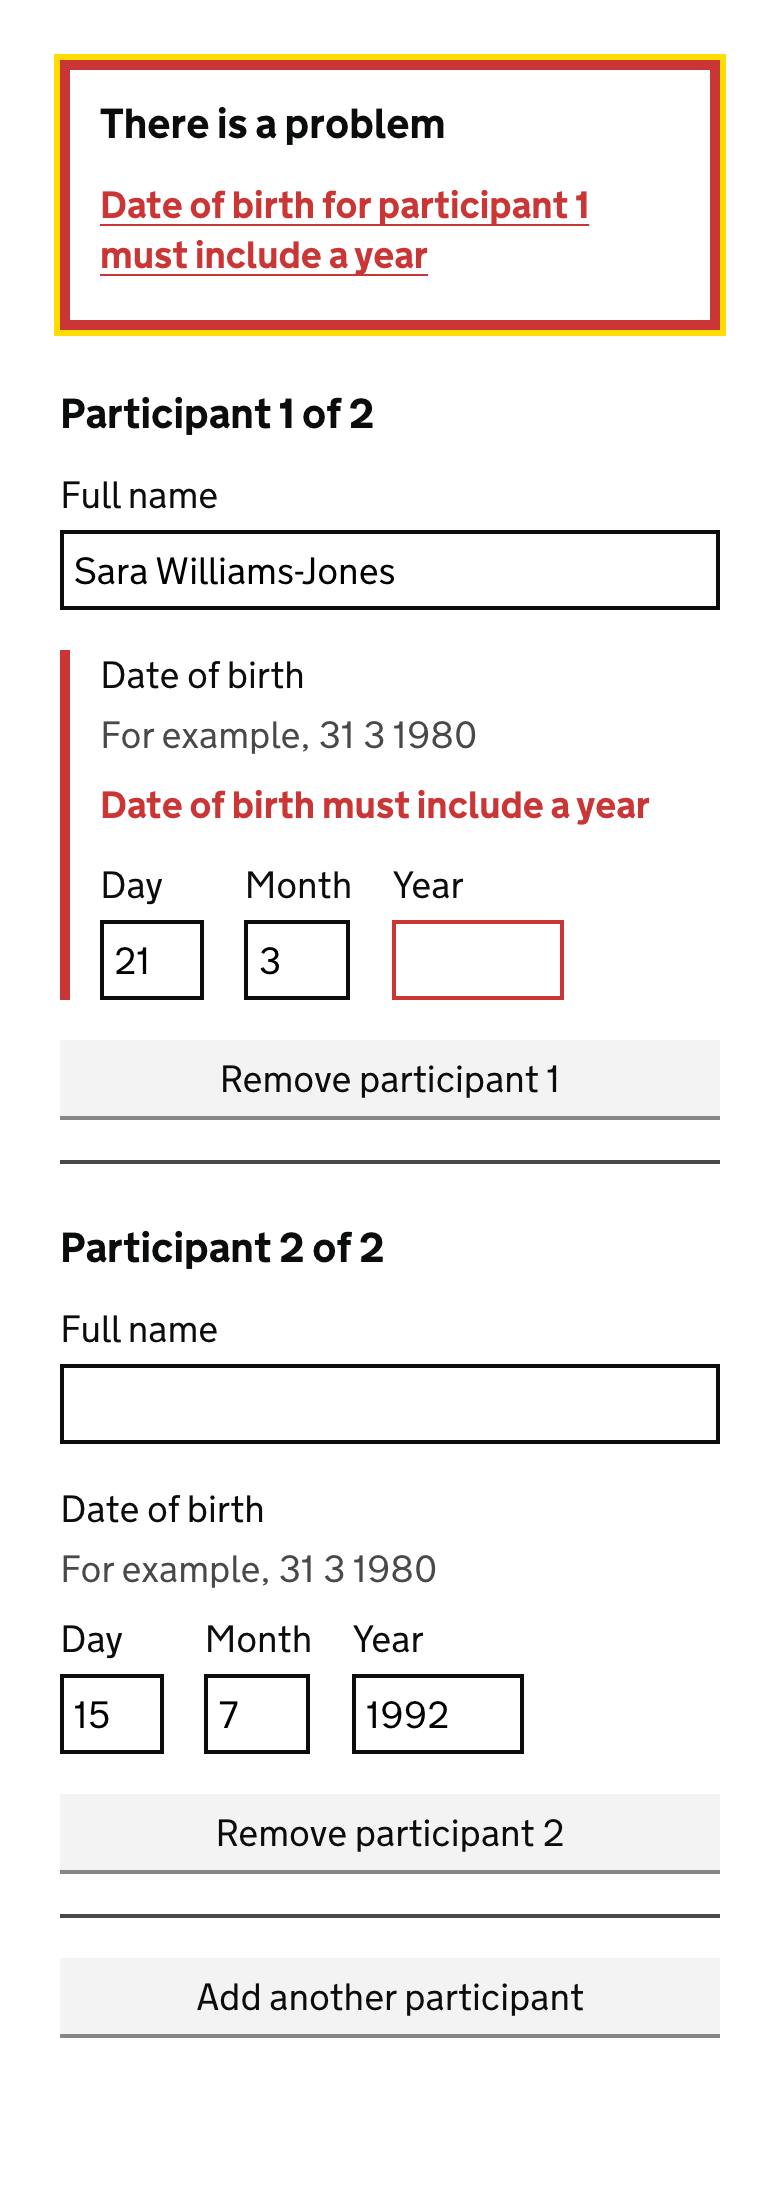 There is a problem
Date of birth for participant 1
must include a year
Participant 1 of 2
Full name
Sara Williams-Jones
Date of birth
For example, 31 3 1980
Date of birth must include a year
Day Month Year
21 3
Remove participant 1
Participant 2 of 2
Full name
Date of birth
For example, 31 3 1980
Day Month Year
15 7 1992
Remove participant 2
Add another participant